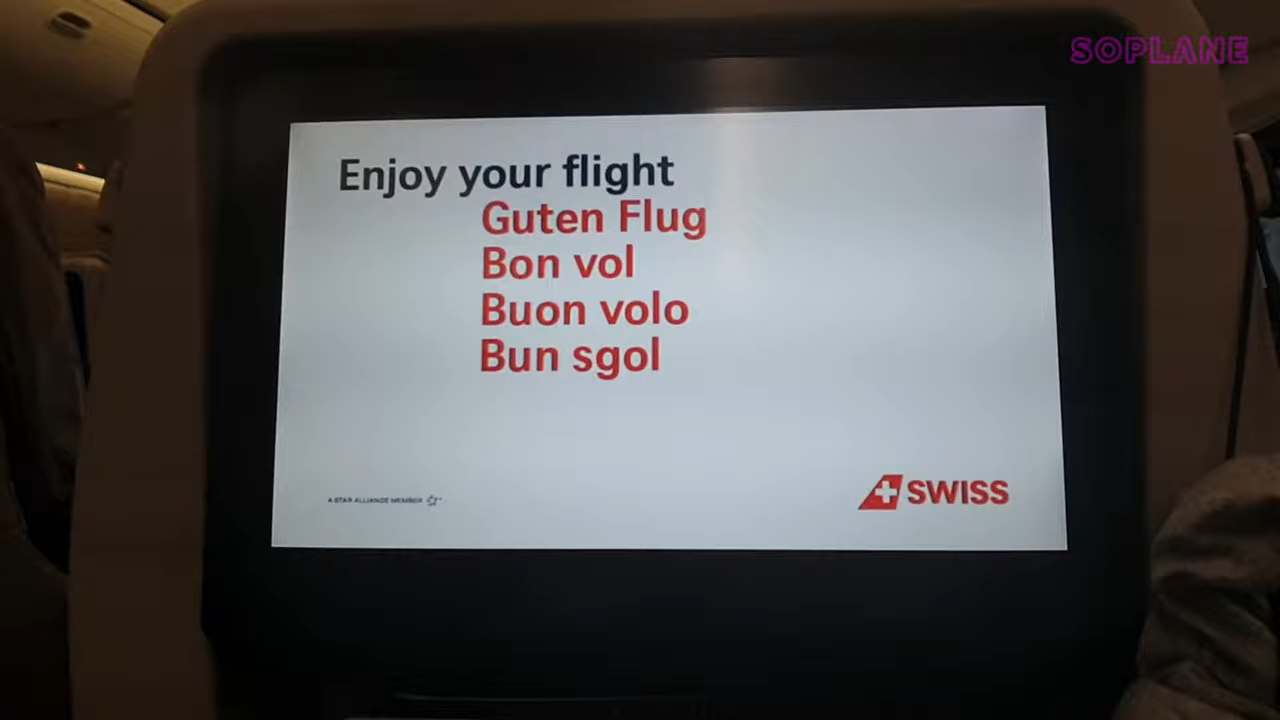 SOPLANE
Enjoy your flight
Guten Flug
Bon vol
Buon volo
Bun sgol
A STAR ALLIANCE MEMBER
SWISS